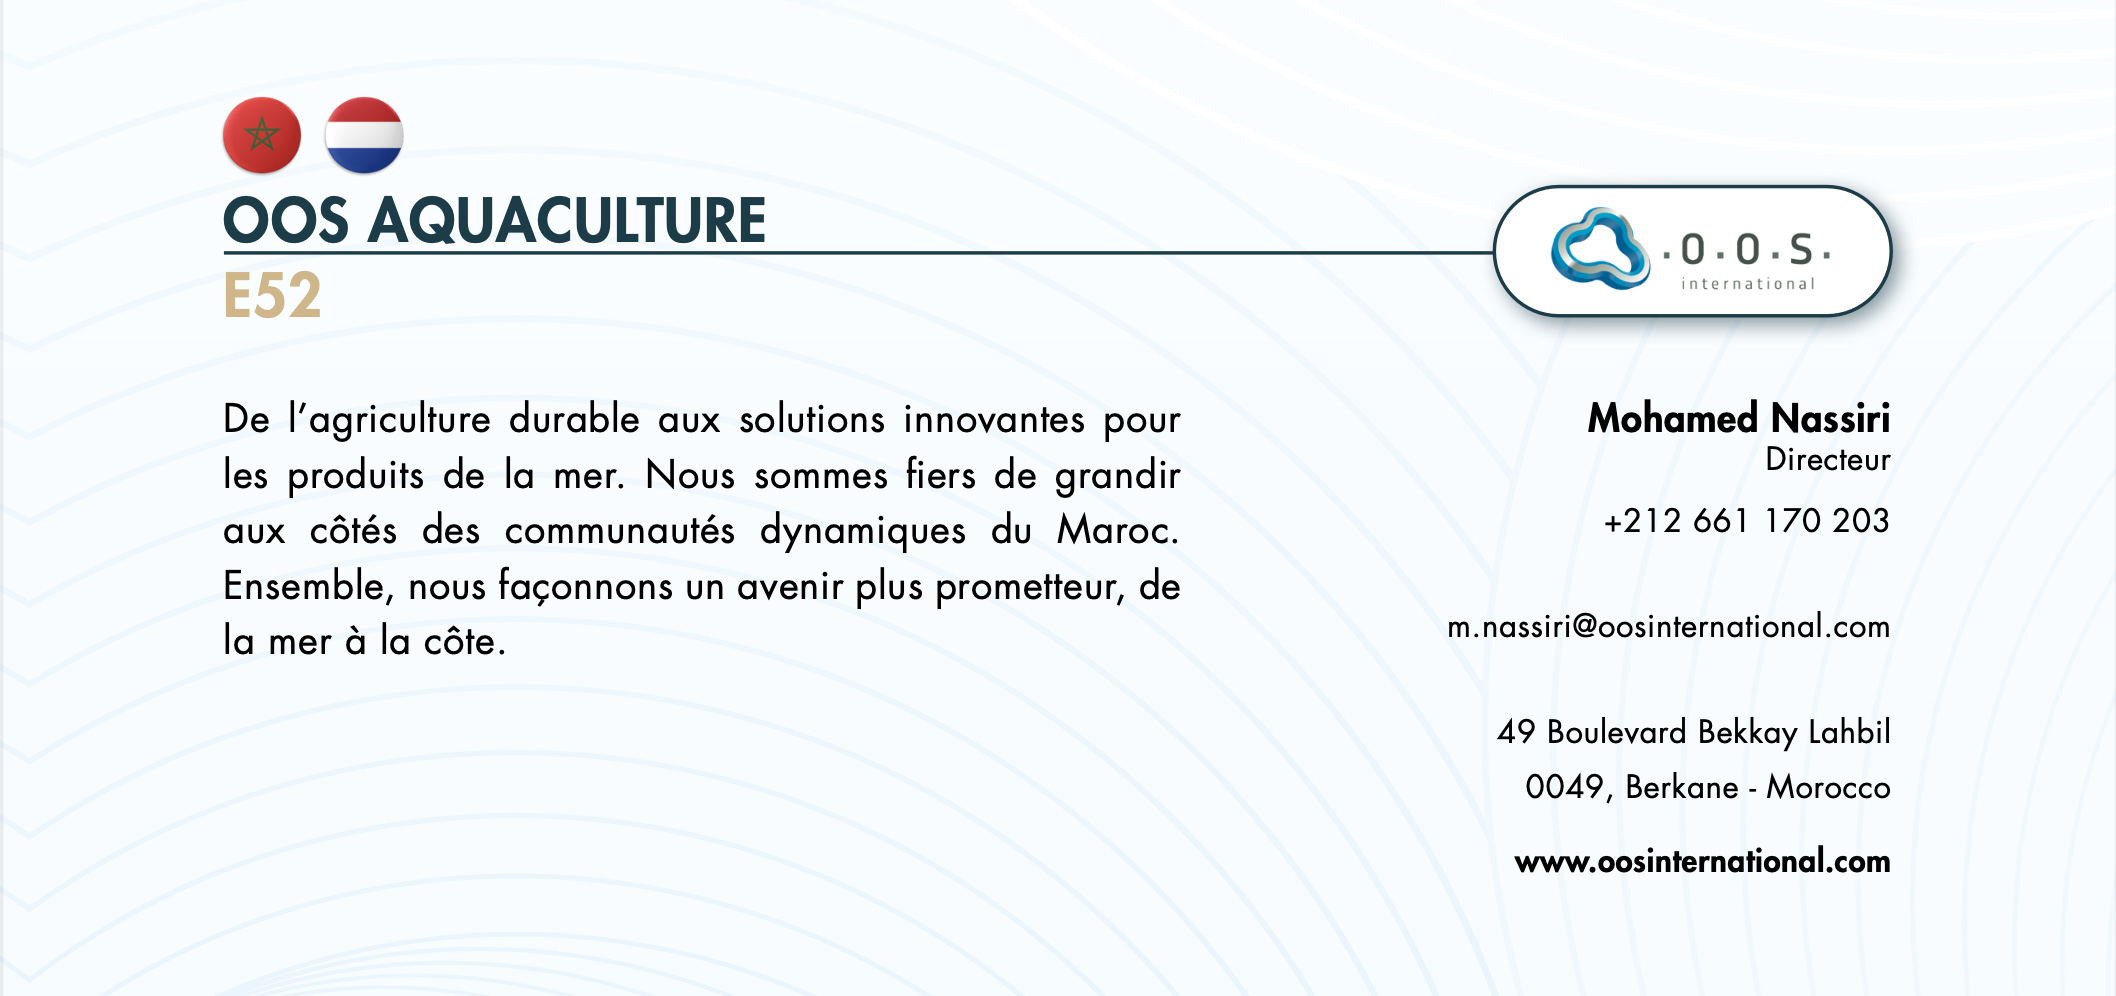 OOS AQUACULTURE
E52
·O·O·S·
international
De l’agriculture durable aux solutions innovantes pour
les produits de la mer. Nous sommes fiers de grandir
aux côtés des communautés dynamiques du Maroc.
Ensemble, nous façonnons un avenir plus prometteur, de
la mer à la côte.
Mohamed Nassiri
Directeur
+212 661 170 203
m.nassiri@oosinternational.com
49 Boulevard Bekkay Lahbil
0049, Berkane - Morocco
www.oosinternational.com